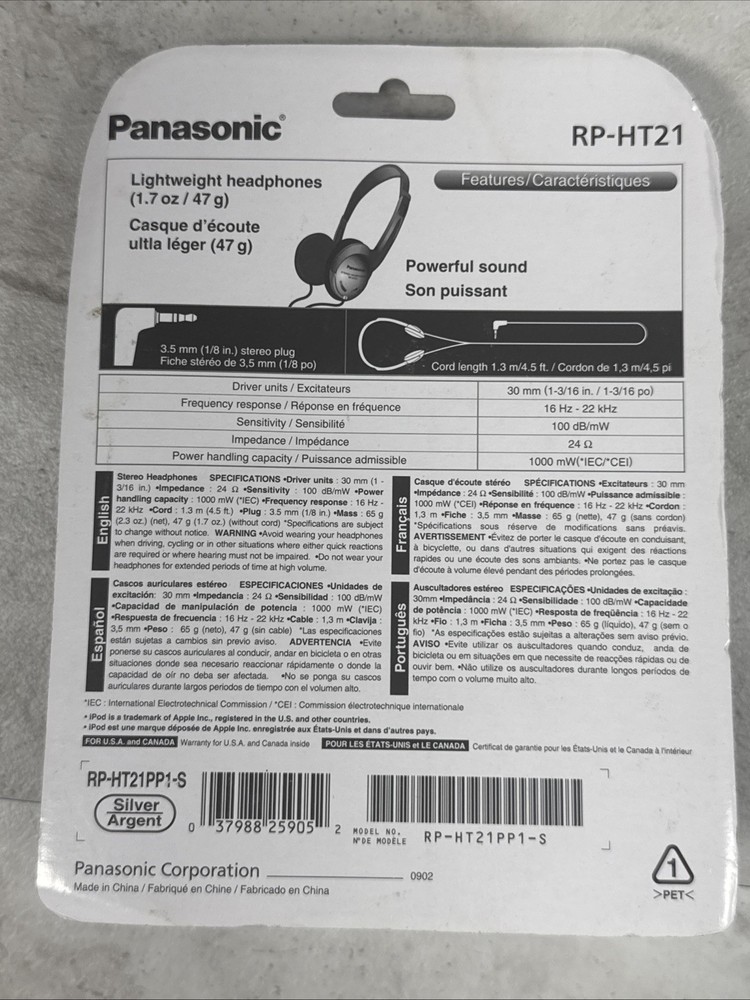 Panasonic®
RP-HT21
Lightweight headphones
(1.7 oz / 47 g)
Casque d'écoute
ultla léger (47 g)
Features/Caractéristiques
Powerful sound
Son puissant
3.5 mm (1/8 in.) stereo plug
Fiche stéréo de 3,5 mm (1/8 po)
Cord length 1.3 m/4.5 ft. / Cordon de 1,3 m/4,5 pi
Driver units / Excitateurs
30 mm (1-3/16 in. / 1-3/16 po)
Frequency response / Réponse en fréquence
16 Hz - 22 kHz
Sensitivity / Sensibilité
100 dB/mW
Impedance / Impédance
24 Ω
Power handling capacity / Puissance admissible
1000 mW(*IEC/*CEI)
English
Stereo Headphones SPECIFICATIONS •Driver units : 30 mm (1 -
3/16 in.) •Impedance : 24 Ω •Sensitivity : 100 dB/mW •Power
handling capacity : 1000 mW (*IEC) •Frequency response : 16 Hz -
22 kHz •Cord : 1.3 m (4.5 ft.) •Plug : 3.5 mm (1/8 in.) •Mass : 65 g
(2.3 oz.) (net), 47 g (1.7 oz.) (without cord) *Specifications are subject
to change without notice. WARNING •Avoid wearing your headphones
when driving, cycling or in other situations where either quick reactions
are required or where hearing must not be impaired. •Do not wear your
headphones for extended periods of time at high volume.
Français
Casque d'écoute stéréo SPÉCIFICATIONS •Excitateurs : 30 mm
•Impédance : 24 Ω •Sensibilité : 100 dB/mW •Puissance admissible :
1000 mW (*CEI) •Réponse en fréquence : 16 Hz - 22 kHz •Cordon :
1,3 m •Fiche : 3,5 mm •Masse : 65 g (nette), 47 g (sans cordon)
*Spécifications sous réserve de modifications sans préavis.
AVERTISSEMENT •Évitez de porter le casque d'écoute en conduisant,
à bicyclette, ou dans d'autres situations qui exigent des réactions
rapides ou une écoute des sons ambiants. •Ne portez pas le casque
d'écoute à volume élevé pendant des périodes prolongées.
Español
Cascos auriculares estéreo ESPECIFICACIONES •Unidades de
excitación: 30 mm •Impedancia : 24 Ω •Sensibilidad : 100 dB/mW
•Capacidad de manipulación de potencia : 1000 mW (*IEC)
•Respuesta de frecuencia : 16 Hz - 22 kHz •Cable : 1,3 m •Clavija :
3,5 mm •Peso : 65 g (neto), 47 g (sin cable) *Las especificaciones
están sujetas a cambios sin previo aviso. ADVERTENCIA •Evite
ponerse su cascos auriculares al conducir, andar en bicicleta o en otras
situaciones donde sea necesario reaccionar rápidamente o donde la
capacidad de oír no deba ser afectada. •No se ponga su cascos
auriculares durante largos periodos de tiempo con el volumen alto.
Português
Auscultadores estéreo ESPECIFICAÇÕES •Unidades de excitação :
30mm •Impedância : 24 Ω •Sensibilidade : 100 dB/mW •Capacidade
de potência : 1000 mW (*IEC) •Resposta de freqüência : 16 Hz - 22
kHz •Fio : 1,3 m •Ficha : 3,5 mm •Peso : 65 g (líquido), 47 g (sem o
fio) *As especificações estão sujeitas a alterações sem aviso prévio.
AVISO •Evite utilizar os auscultadores quando conduz, anda de
bicicleta ou em situações em que necessite de reacções rápidas ou de
ouvir bem. •Não utilize os auscultadores durante longos períodos de
tempo com o volume muito alto.
*IEC : International Electrotechnical Commission / *CEI : Commission électrotechnique internationale
• iPod is a trademark of Apple Inc., registered in the U.S. and other countries.
• iPod est une marque déposée de Apple Inc. enregistrée aux États-Unis et dans d'autres pays.
FOR U.S.A. and CANADA Warranty for U.S.A. and Canada inside POUR LES ÉTATS-UNIS et LE CANADA Certificat de garantie pour les États-Unis et le Canada à l'intérieur
RP-HT21PP1-S
Silver
Argent
0 37988 25905 2
MODEL NO.
N° DE MODÈLE
RP-HT21PP1-S
Panasonic Corporation
0902
Made in China / Fabriqué en Chine / Fabricado en China
1
>PET<